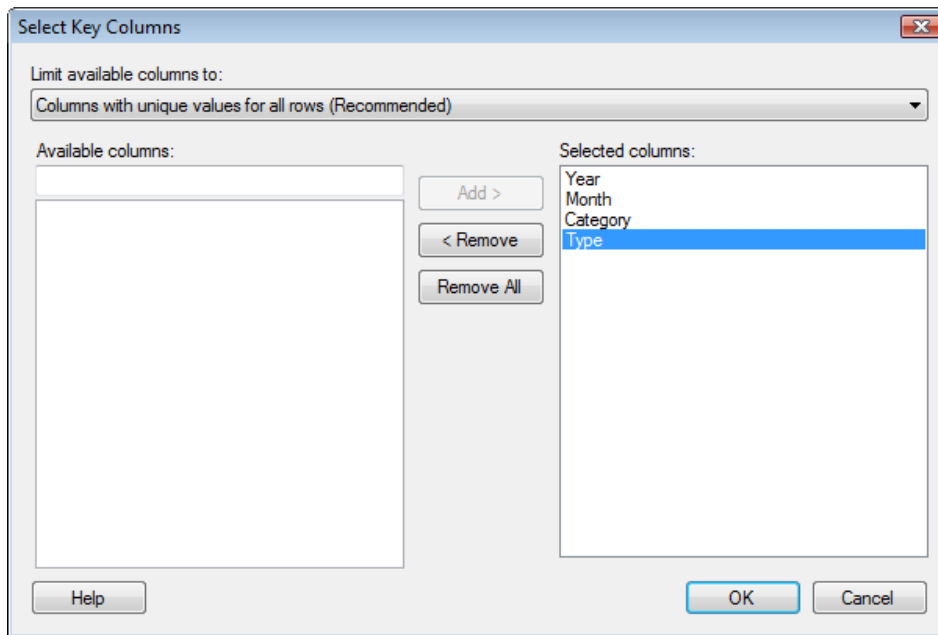 Select Key Columns
Limit available columns to:
Columns with unique values for all rows (Recommended)
Available columns:
Selected columns:
Add >
< Remove
Remove All
Year
Month
Category
Type
Help
OK
Cancel